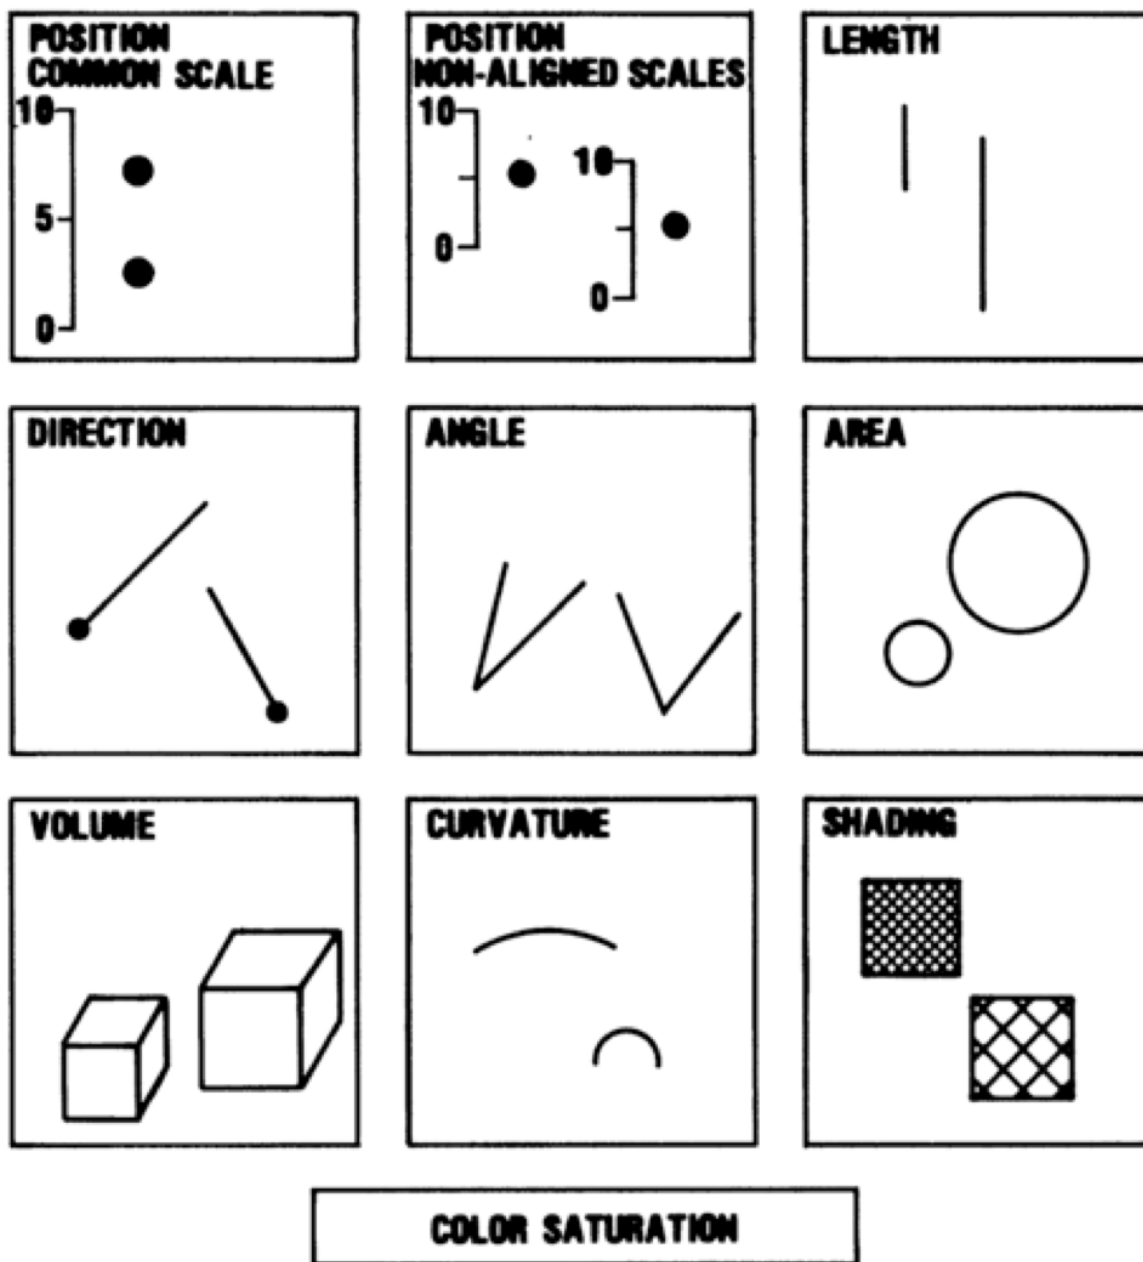 POSITION
COMMON SCALE
10
5
0
POSITION
NON-ALIGNED SCALES
10
0
10
0
LENGTH
DIRECTION
ANGLE
AREA
VOLUME
CURVATURE
SHADING
COLOR SATURATION